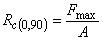 R_c(0,90) = F_max / A